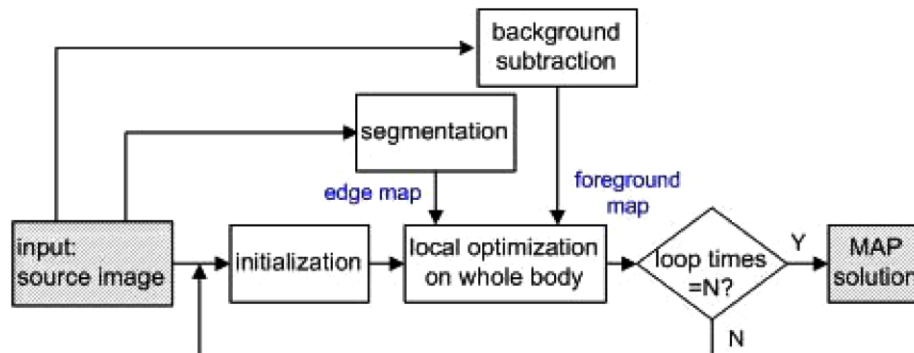 background
subtraction
segmentation
edge map
foreground
map
input:
source image
initialization
local optimization
on whole body
loop times
=N?
Y
MAP
solution
N